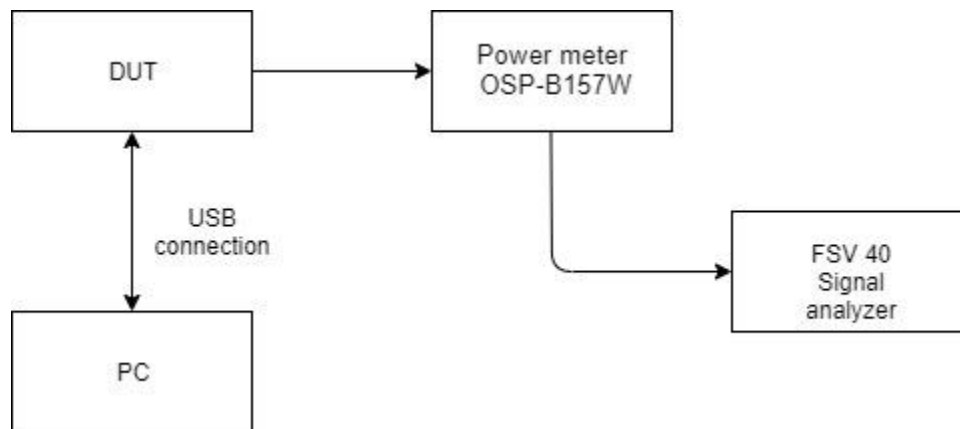 DUT
Power meter
OSP-B157W
USB
connection
FSV 40
Signal
analyzer
PC